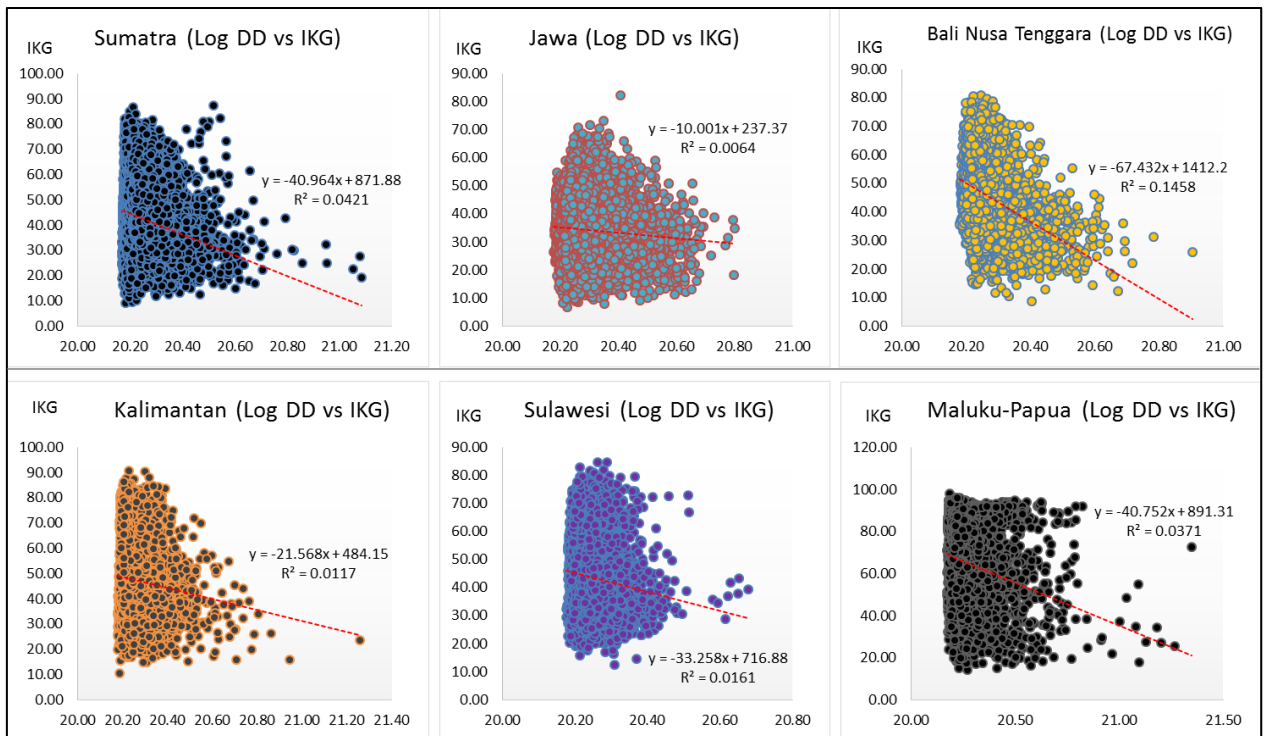 Sumatra (Log DD vs IKG)
IKG
100.00
90.00
80.00
70.00
60.00
50.00
40.00
30.00
20.00
10.00
0.00
y = -40.964x + 871.88
R² = 0.0421
20.00 20.20 20.40 20.60 20.80 21.00 21.20
Jawa (Log DD vs IKG)
IKG
90.00
80.00
70.00
60.00
50.00
40.00
30.00
20.00
10.00
0.00
y = -10.001x + 237.37
R² = 0.0064
20.00 20.20 20.40 20.60 20.80 21.00
Bali Nusa Tenggara (Log DD vs IKG)
IKG
90.00
80.00
70.00
60.00
50.00
40.00
30.00
20.00
10.00
0.00
y = -67.432x + 1412.2
R² = 0.1458
20.00 20.20 20.40 20.60 20.80 21.00
Kalimantan (Log DD vs IKG)
IKG
100.00
90.00
80.00
70.00
60.00
50.00
40.00
30.00
20.00
10.00
0.00
y = -21.568x + 484.15
R² = 0.0117
20.00 20.20 20.40 20.60 20.80 21.00 21.20 21.40
Sulawesi (Log DD vs IKG)
IKG
90.00
80.00
70.00
60.00
50.00
40.00
30.00
20.00
10.00
0.00
y = -33.258x + 716.88
R² = 0.0161
20.00 20.20 20.40 20.60 20.80
Maluku-Papua (Log DD vs IKG)
IKG
120.00
100.00
80.00
60.00
40.00
20.00
0.00
y = -40.752x + 891.31
R² = 0.0371
20.00 20.50 21.00 21.50